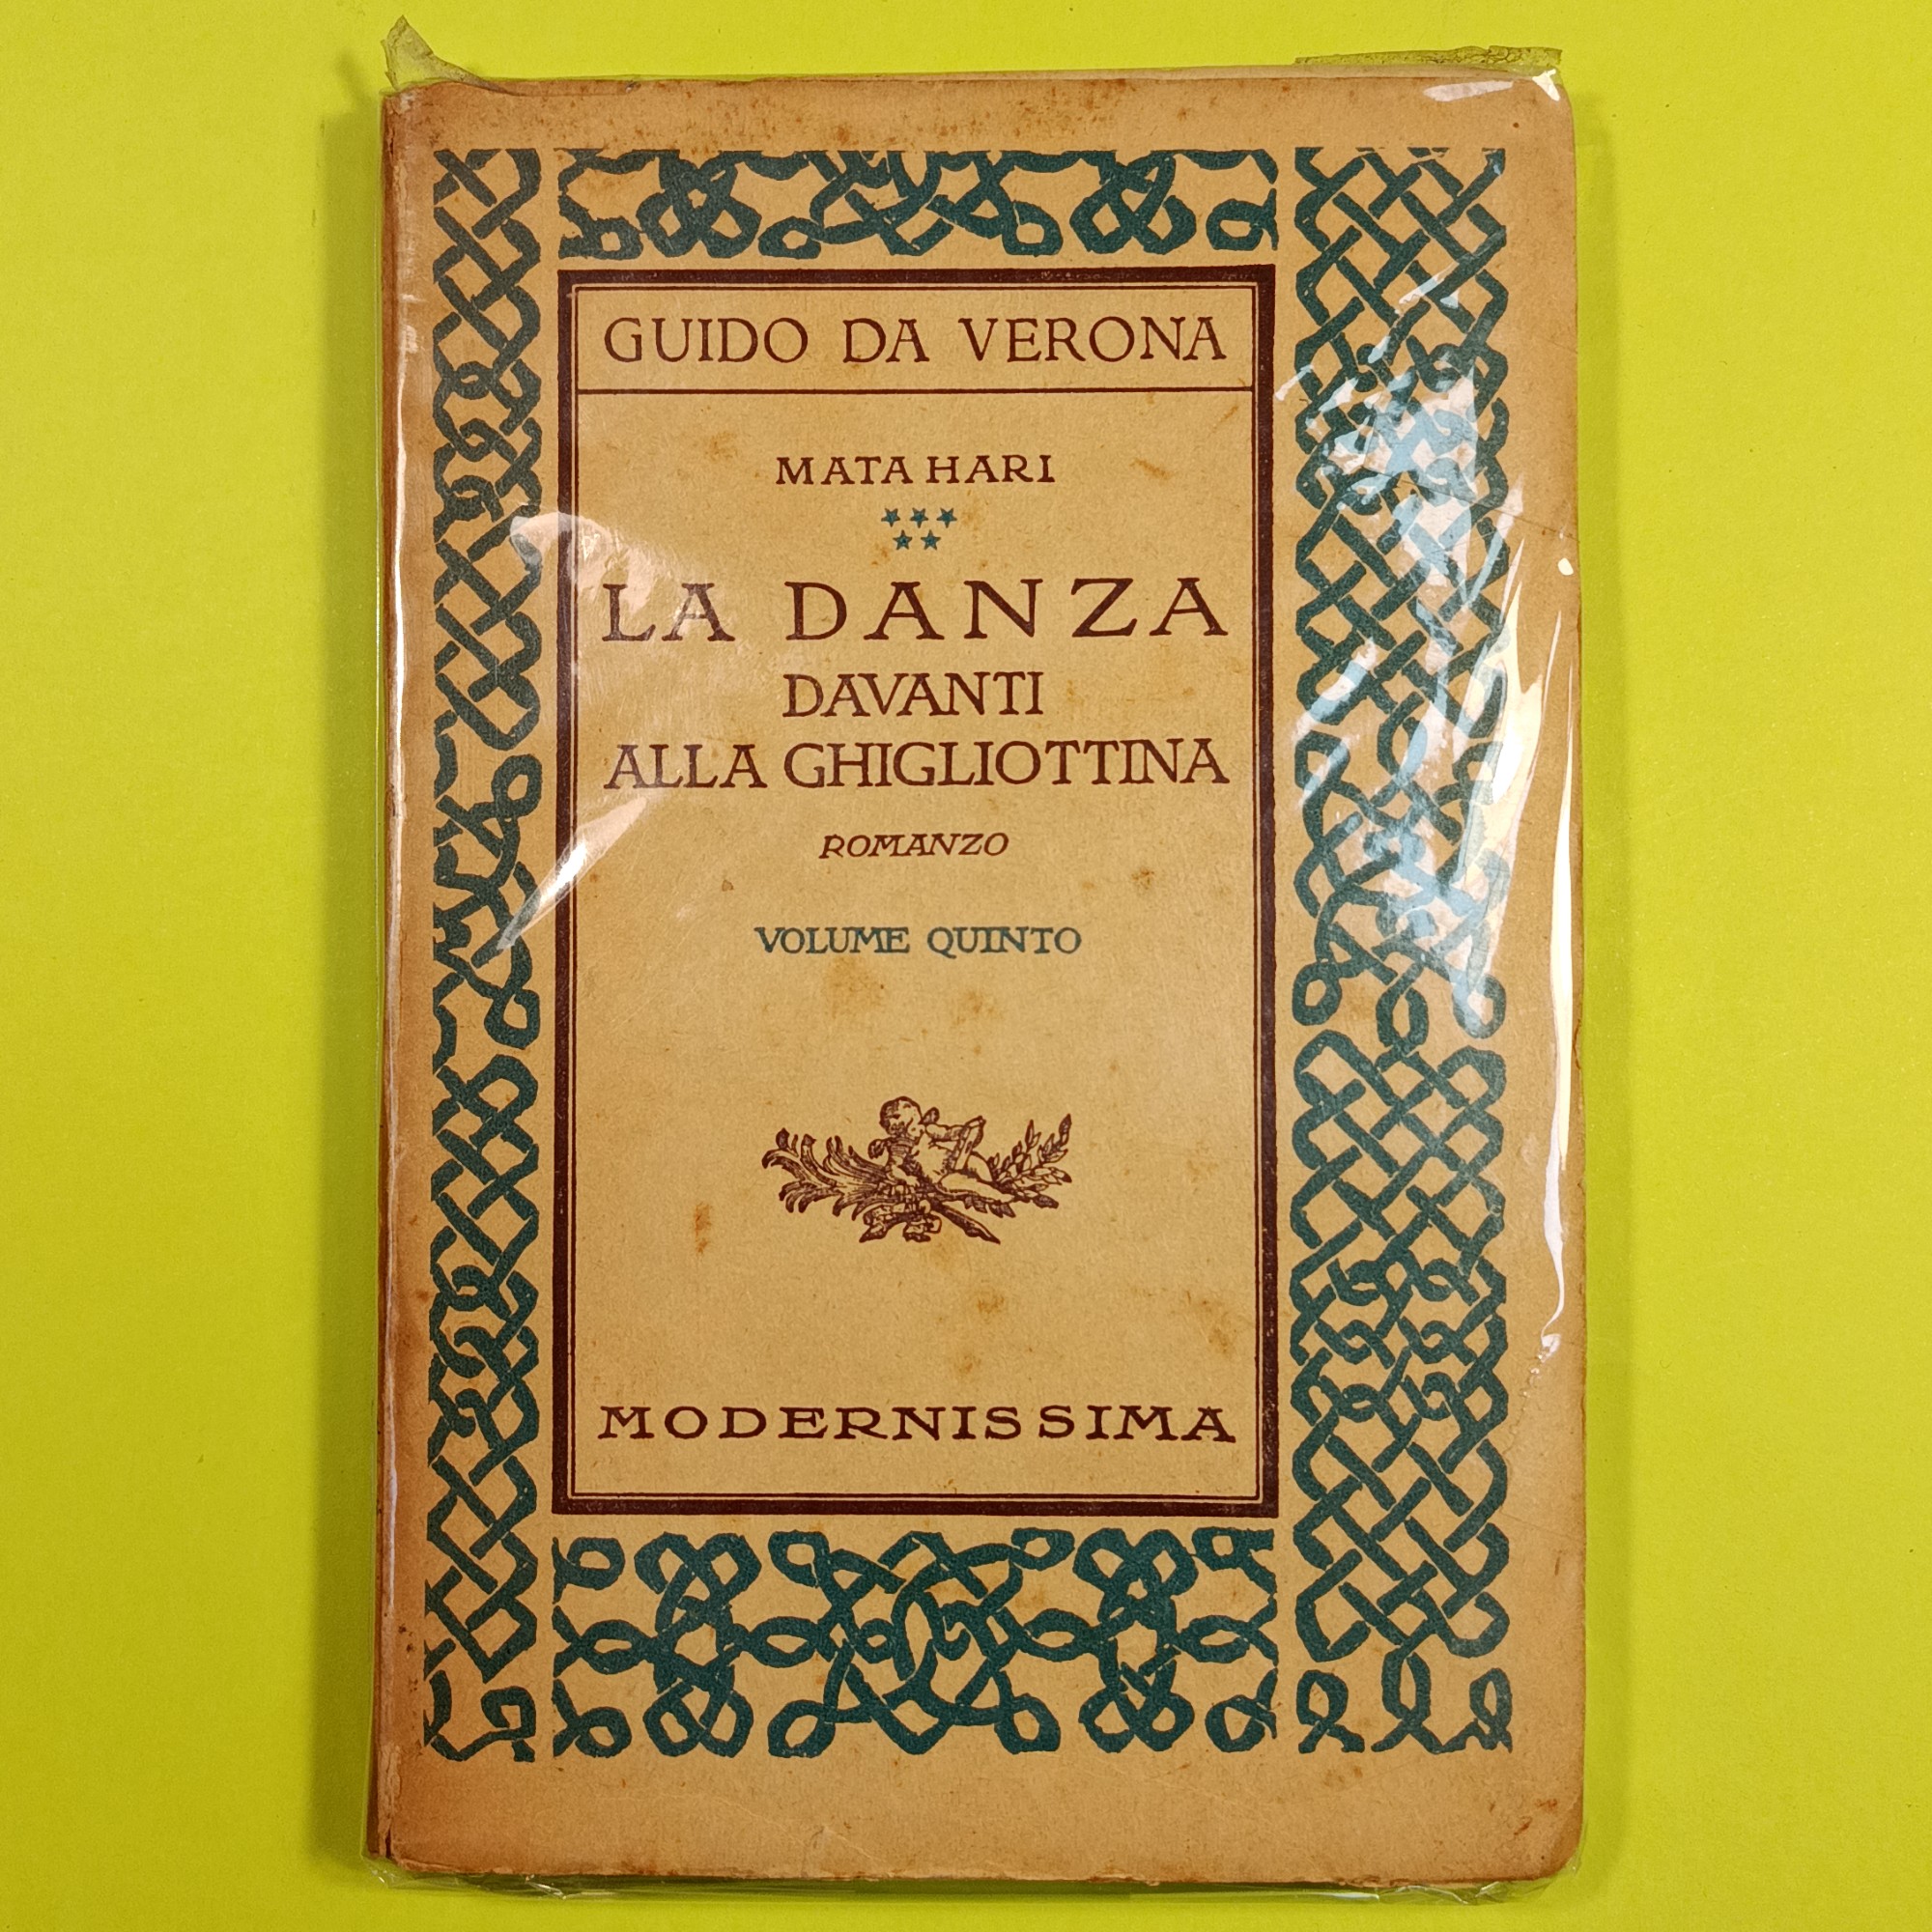 GUIDO DA VERONA
MATA HARI
LA DANZA
DAVANTI
ALLA GHIGLIOTTINA
ROMANZO
VOLUME QUINTO
MODERNISSIMA